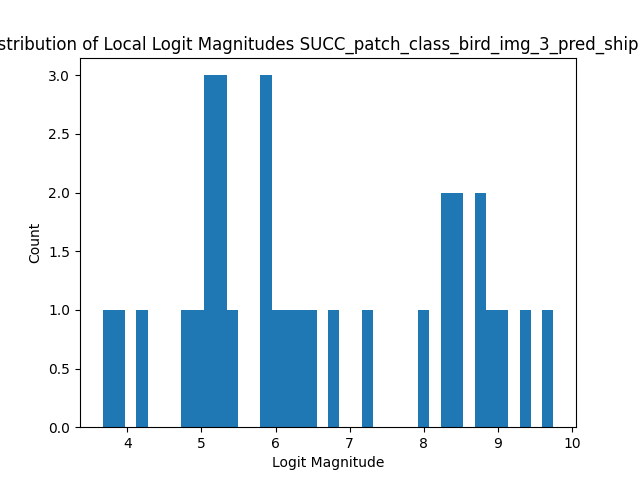 stribution of Local Logit Magnitudes SUCC_patch_class_bird_img_3_pred_ship
3.0
2.5
2.0
1.5
1.0
0.5
0.0
Count
4 5 6 7 8 9 10
Logit Magnitude